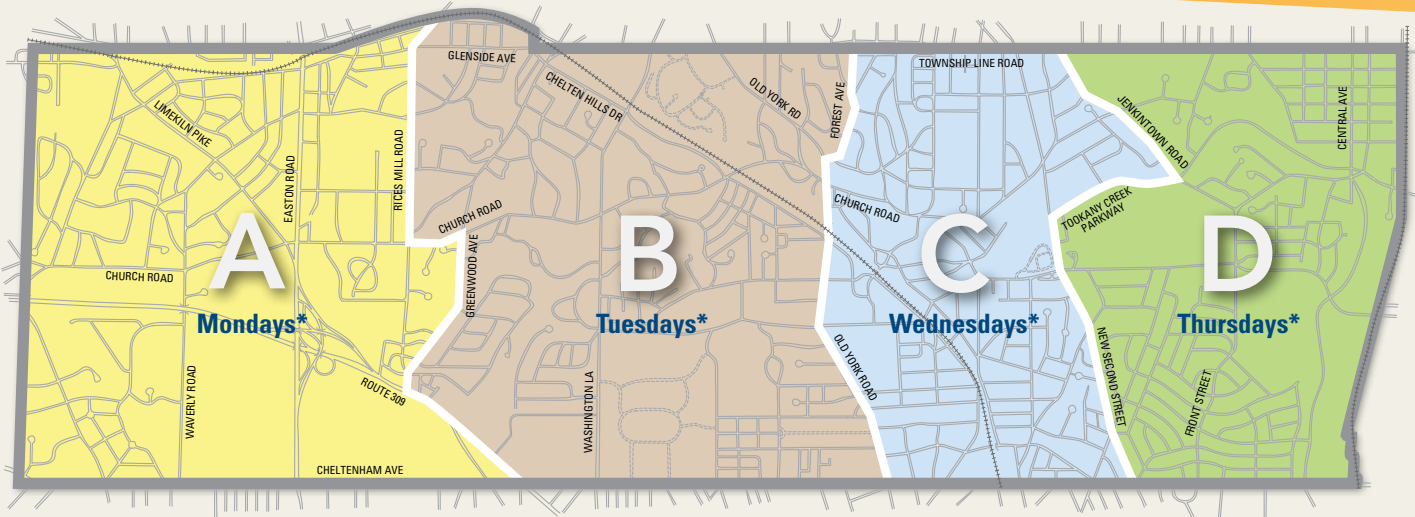 GLENSIDE AVE
TOWNSHIP LINE ROAD
CHELTEN HILLS DR
OLD YORK RD
FOREST AVE
JENKINTOWN ROAD
CENTRAL AVE
LIMEKILN PIKE
EASTON ROAD
RICES MILL ROAD
CHURCH ROAD
CHURCH ROAD
TOOKANY CREEK
PARKWAY
A
B
C
D
CHURCH ROAD
GREENWOOD AVE
Mondays*
Tuesdays*
Wednesdays*
Thursdays*
WAVERLY ROAD
ROUTE 309
WASHINGTON LA
OLD YORK ROAD
NEW SECOND STREET
FRONT STREET
CHELTENHAM AVE